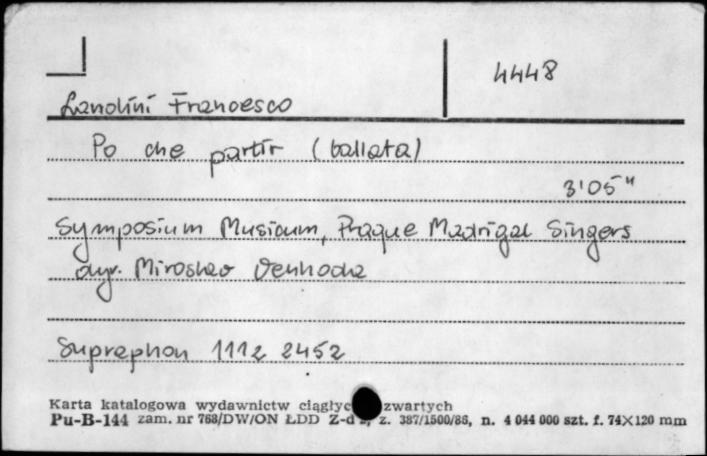 4448
Landini Francesco
Po che partir (ballata)
3'05"
Symposium Musicum, Prague Madrigal Singers
dyr. Miroslav Venhoda
Supraphon 1112 2452
Karta katalogowa wydawnictw ciągłyc zwartych
Pu-B-144 zam. nr 768/DW/ON ŁDD Z-d 2, z. 387/1500/86, n. 4 044 000 szt. f. 74×120 mm